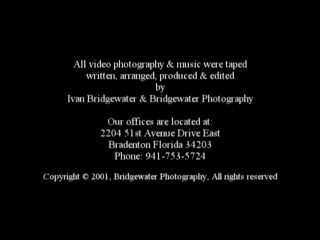 All video photography & music were taped
written, arranged, produced & edited
by
Ivan Bridgewater & Bridgewater Photography
Our offices are located at:
2204 51st Avenue Drive East
Bradenton Florida 34203
Phone: 941-753-5724
Copyright © 2001, Bridgewater Photography, All rights reserved